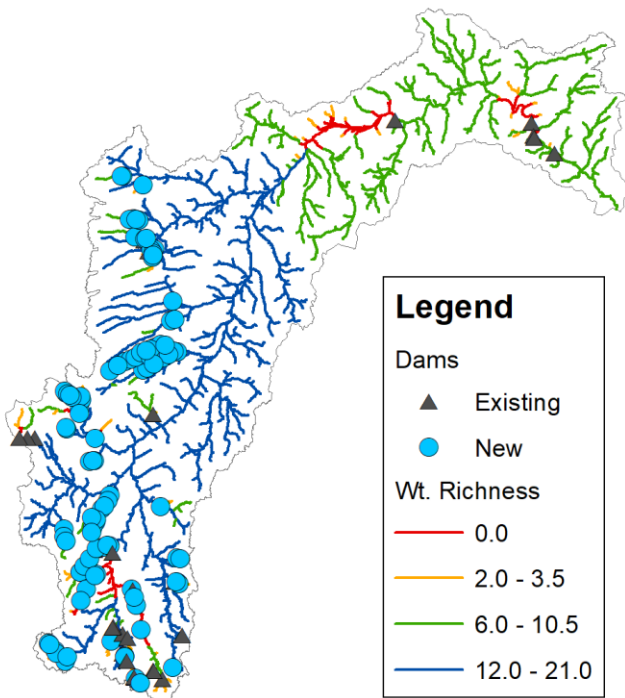 Legend
Dams
Existing
New
Wt. Richness
0.0
2.0 - 3.5
6.0 - 10.5
12.0 - 21.0